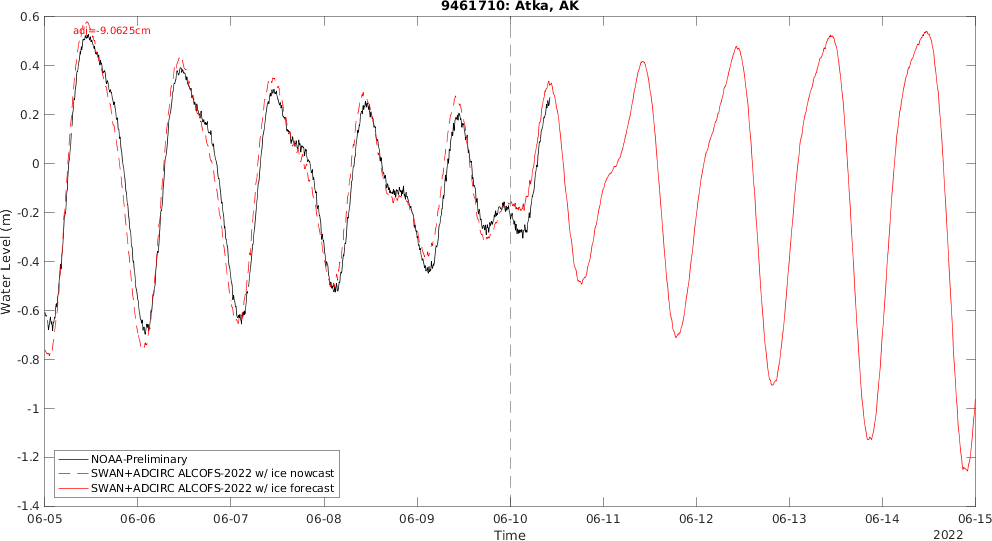 9461710: Atka, AK
adj=-9.0625cm
0.6
0.4
0.2
0
-0.2
-0.4
-0.6
-0.8
-1
-1.2
-1.4
Water Level (m)
NOAA-Preliminary
SWAN+ADCIRC ALCOFS-2022 w/ ice nowcast
SWAN+ADCIRC ALCOFS-2022 w/ ice forecast
06-05 06-06 06-07 06-08 06-09 06-10 06-11 06-12 06-13 06-14 06-15
Time
2022